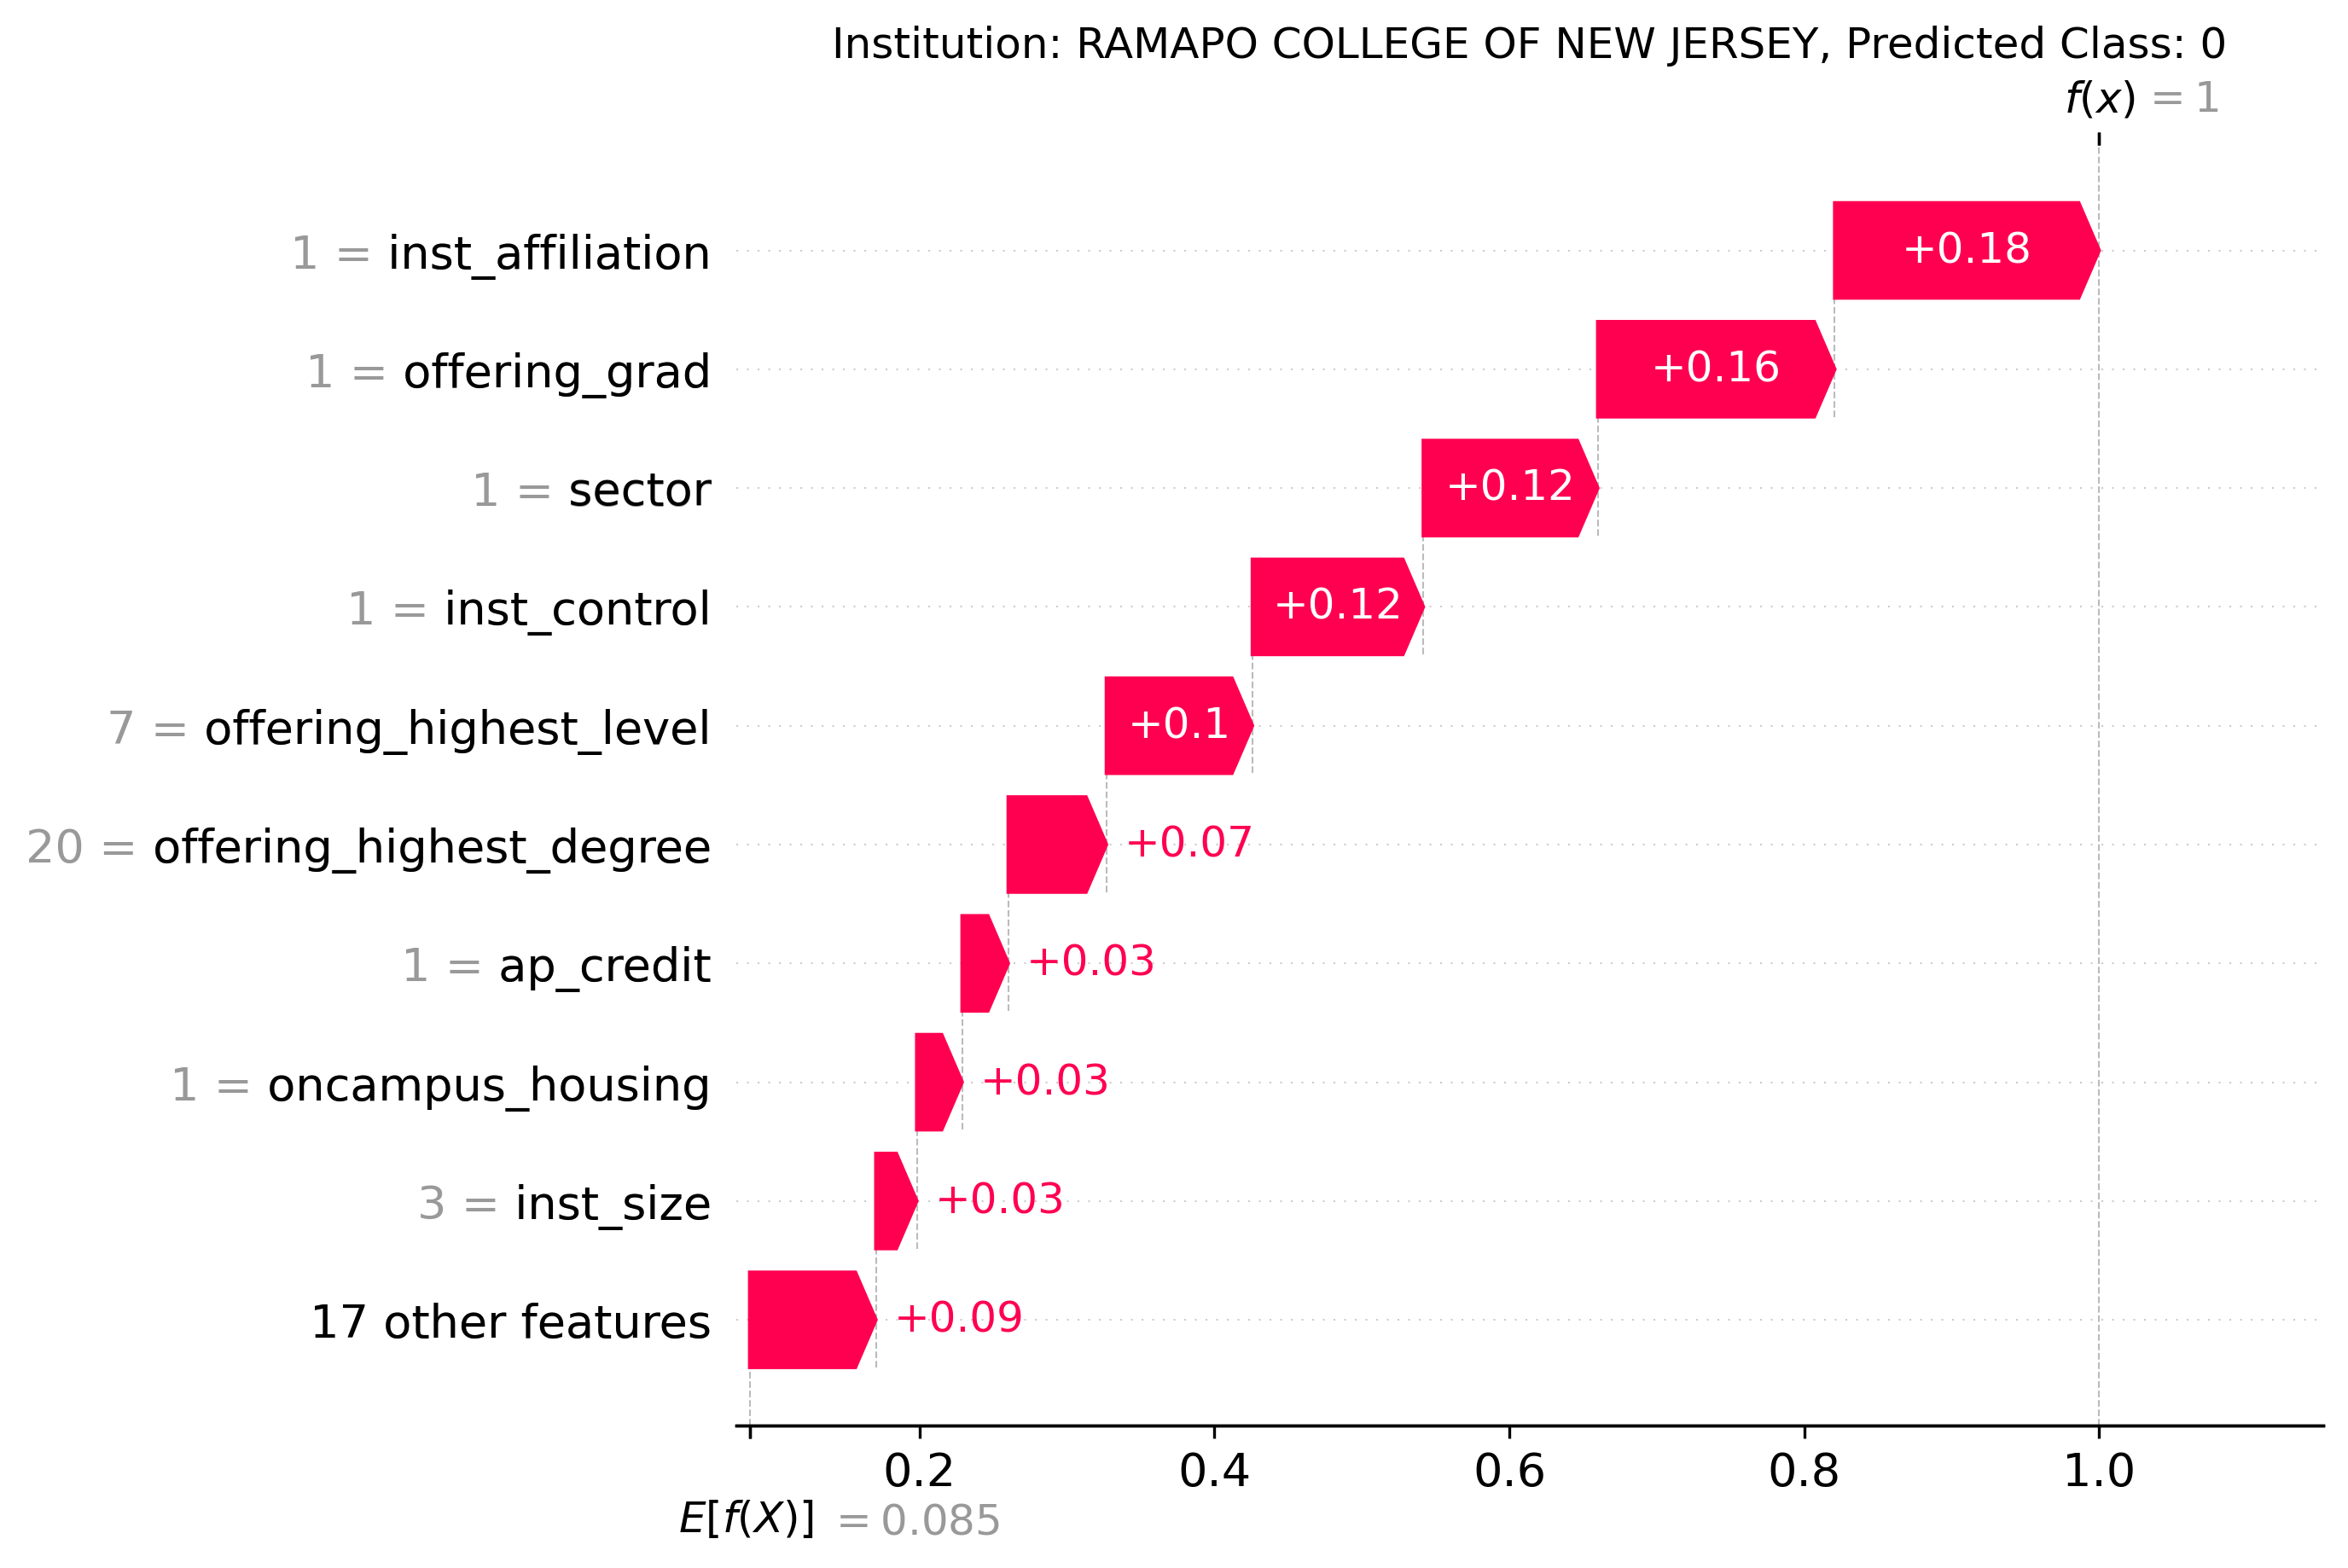 Institution: RAMAPO COLLEGE OF NEW JERSEY, Predicted Class: 0
f(x) = 1
1 = inst_affiliation +0.18
1 = offering_grad +0.16
1 = sector +0.12
1 = inst_control +0.12
7 = offering_highest_level +0.1
20 = offering_highest_degree +0.07
1 = ap_credit +0.03
1 = oncampus_housing +0.03
3 = inst_size +0.03
17 other features +0.09
0.2 0.4 0.6 0.8 1.0
E[f(X)] = 0.085